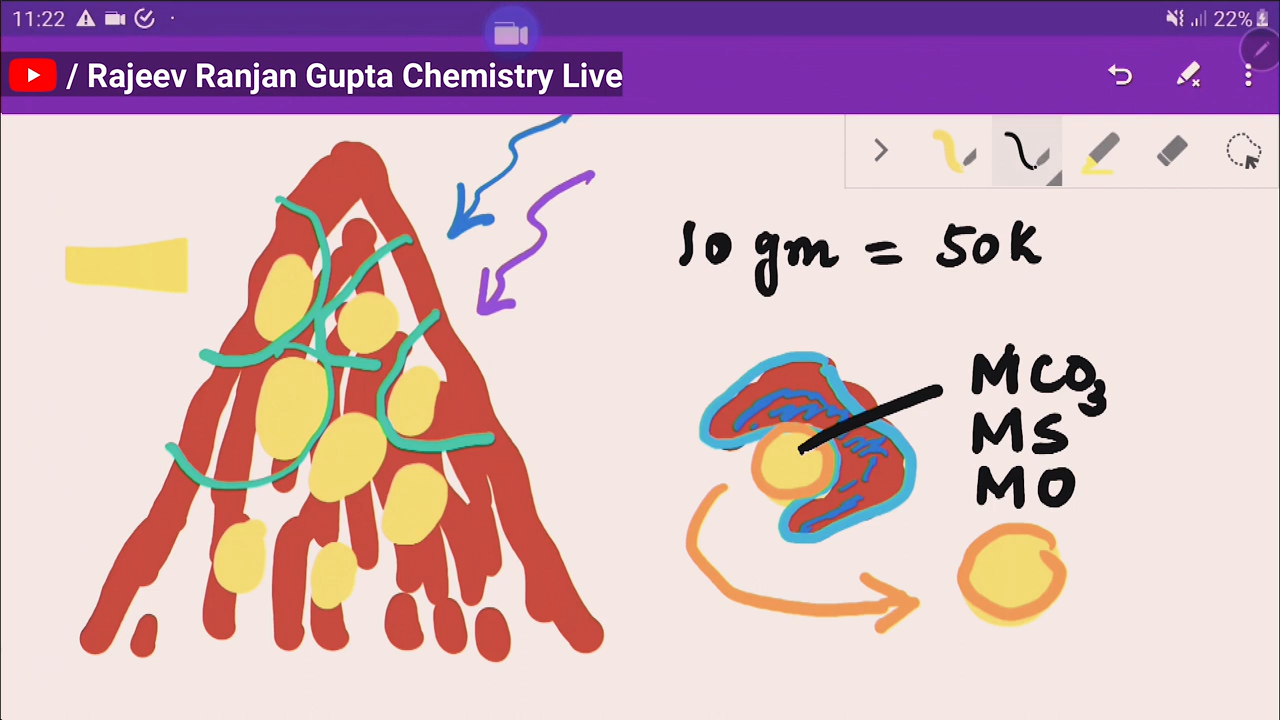 11:22 22%
/ Rajeev Ranjan Gupta Chemistry Live
10 gm = 50k
MCO3
MS
MO